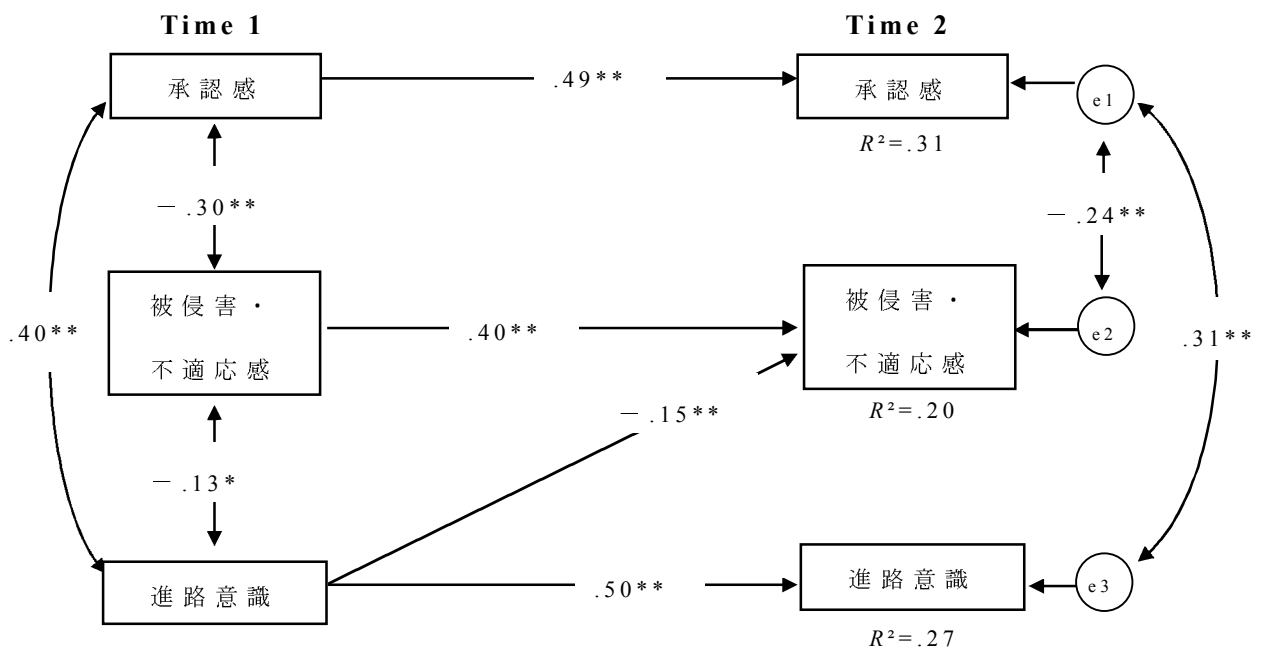 Time 1
Time 2
承認感
.49**
承認感
e1
R²=.31
－.30**
－.24**
被侵害・
不適応感
.40**
被侵害・
不適応感
e2
.40**
.31**
R²=.20
－.15**
－.13*
進路意識
.50**
進路意識
e3
R²=.27